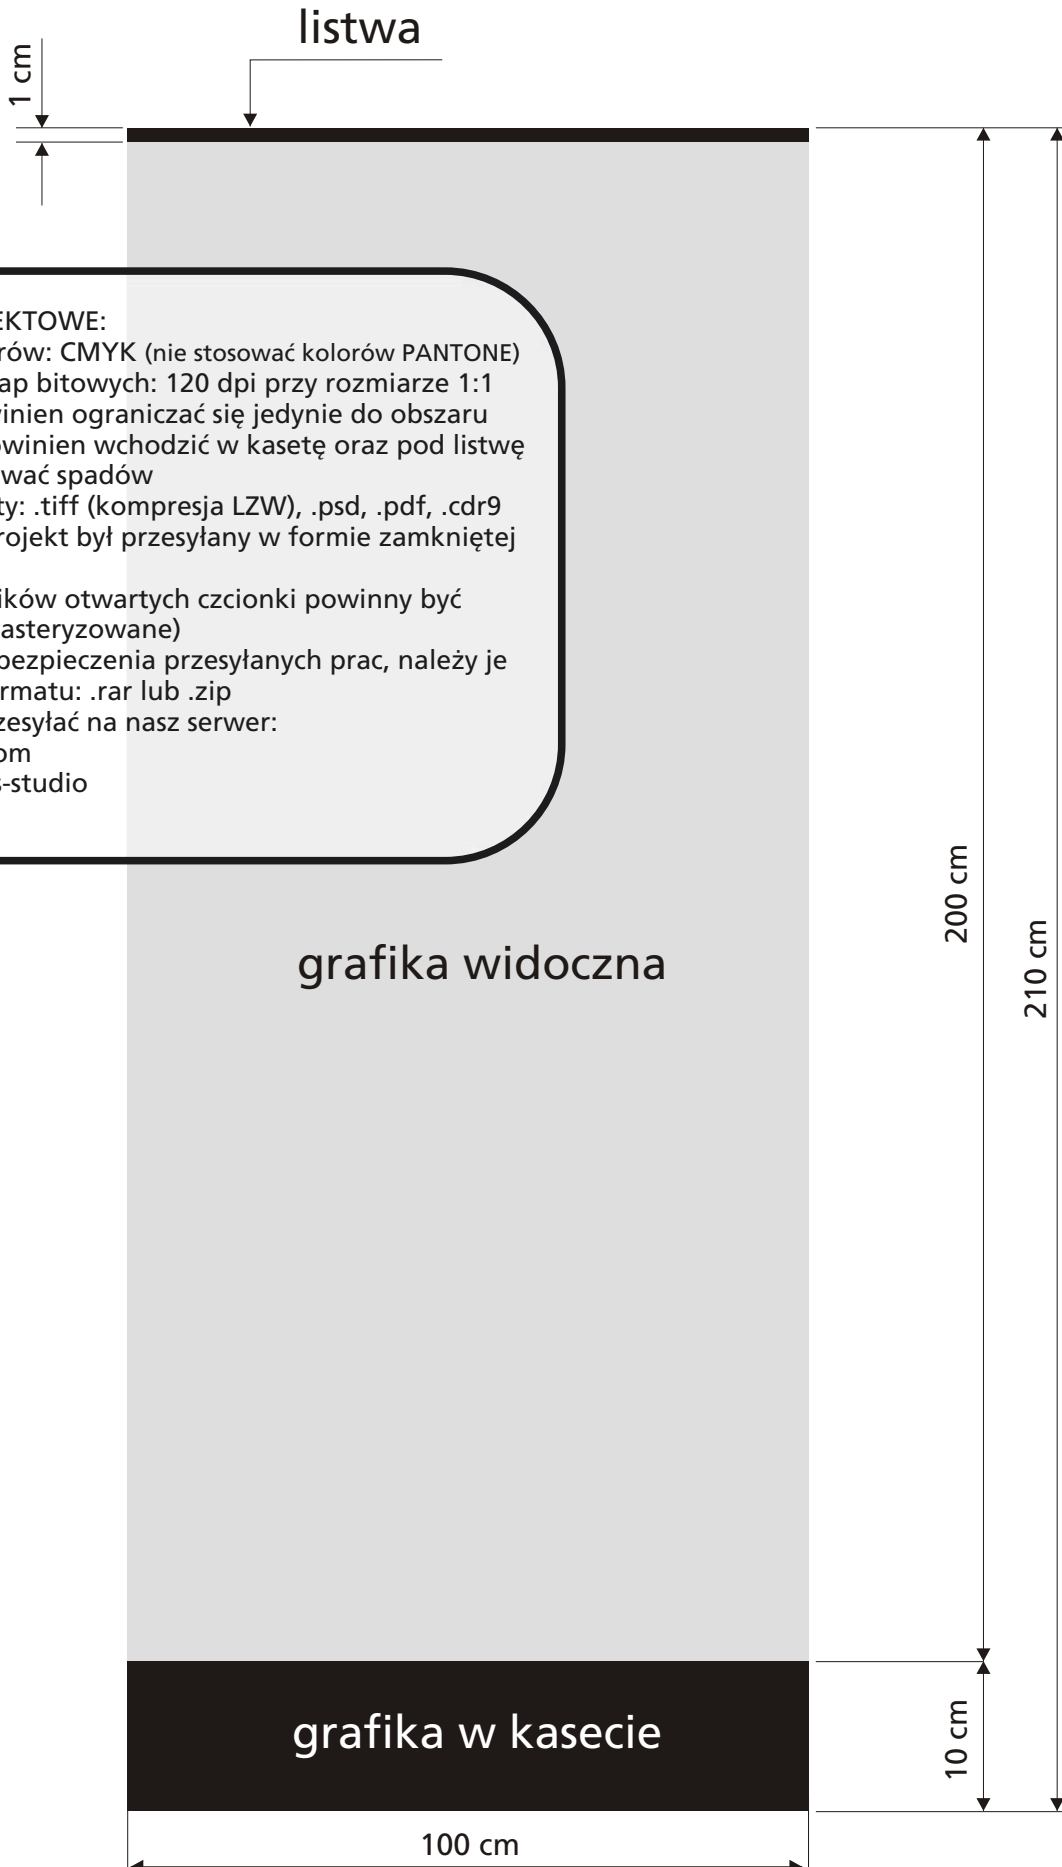 listwa
1 cm
EKTOWE:
rów: CMYK (nie stosować kolorów PANTONE)
ap bitowych: 120 dpi przy rozmiarze 1:1
inien ograniczać się jedynie do obszaru
owinien wchodzić w kasetę oraz pod listwę
wać spadów
ty: .tiff (kompresja LZW), .psd, .pdf, .cdr9
rojekt był przesyłany w formie zamkniętej
ików otwartych czcionki powinny być
asteryzowane)
bezpieczenia przesyłanych prac, należy je
rmatu: .rar lub .zip
zesyłać na nasz serwer:
om
s-studio
200 cm
210 cm
grafika widoczna
grafika w kasecie
10 cm
100 cm